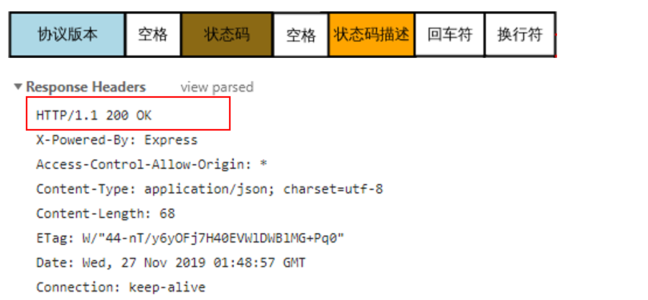 协议版本 空格 状态码 空格 状态码描述 回车符 换行符
Response Headers view parsed
HTTP/1.1 200 OK
X-Powered-By: Express
Access-Control-Allow-Origin: *
Content-Type: application/json; charset=utf-8
Content-Length: 68
ETag: W/"44-nT/y6yOFj7H40EVWlDWBlMG+Pq0"
Date: Wed, 27 Nov 2019 01:48:57 GMT
Connection: keep-alive